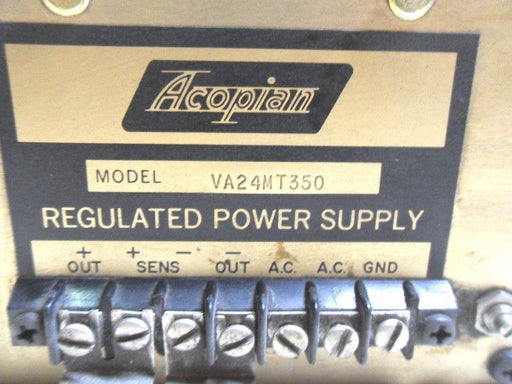 Acopian
MODEL VA24MT350
REGULATED POWER SUPPLY
+ + − −
OUT SENS OUT A.C. A.C. GND